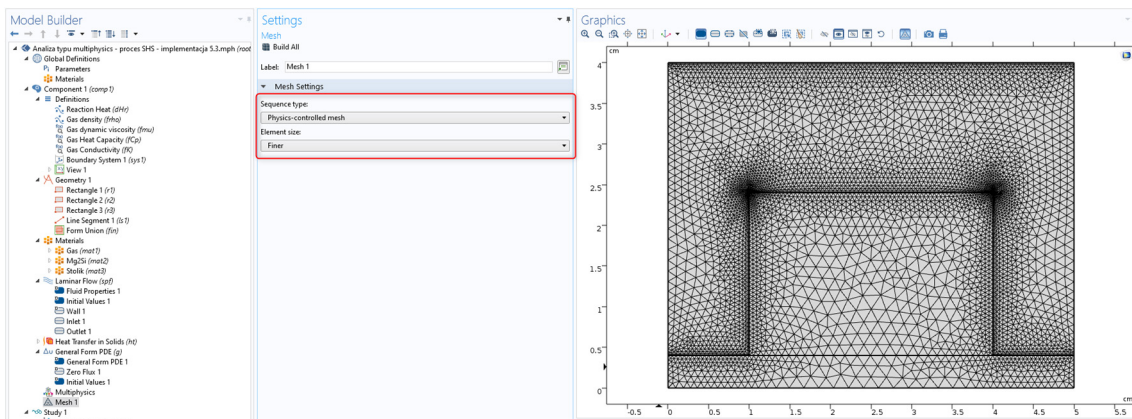 Model Builder
Analiza typu multiphysics - proces SHS - implementacja 5.3.mph (root
Global Definitions
Pi Parameters
Materials
Component 1 (comp1)
Definitions
Reaction Heat (dHr)
Gas density (frho)
Gas dynamic viscosity (fmu)
Gas Heat Capacity (fCp)
Gas Conductivity (fK)
Boundary System 1 (sys1)
View 1
Geometry 1
Rectangle 1 (r1)
Rectangle 2 (r2)
Rectangle 3 (r3)
Line Segment 1 (ls1)
Form Union (fin)
Materials
Gas (mat1)
Mg2Si (mat2)
Stolik (mat3)
Laminar Flow (spf)
Fluid Properties 1
Initial Values 1
Wall 1
Inlet 1
Outlet 1
Heat Transfer in Solids (ht)
Δu General Form PDE (g)
General Form PDE 1
Zero Flux 1
Initial Values 1
Multiphysics
Mesh 1
Study 1
Settings
Mesh
Build All
Label: Mesh 1
Mesh Settings
Sequence type:
Physics-controlled mesh
Element size:
Finer
Graphics
cm
4
3.5
3
2.5
2
1.5
1
0.5
0
cm
-0.5 0 0.5 1 1.5 2 2.5 3 3.5 4 4.5 5 5.5